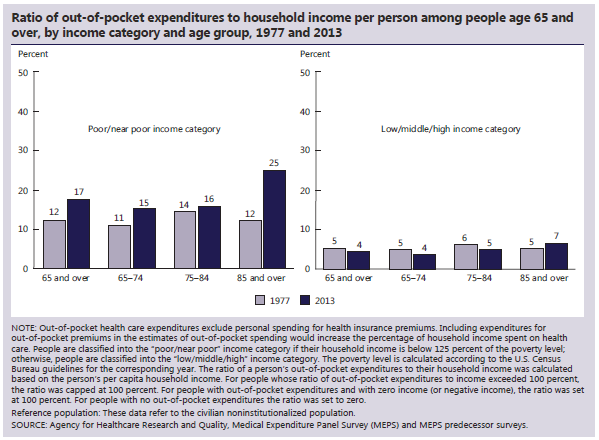 Ratio of out-of-pocket expenditures to household income per person among people age 65 and
over, by income category and age group, 1977 and 2013
Percent
50
40
30
20
10
0
Poor/near poor income category
12
17
11
15
14
16
12
25
65 and over
65–74
75–84
85 and over
Percent
50
40
30
20
10
0
Low/middle/high income category
5
4
5
4
6
5
5
7
65 and over
65–74
75–84
85 and over
1977
2013
NOTE: Out-of-pocket health care expenditures exclude personal spending for health insurance premiums. Including expenditures for
out-of-pocket premiums in the estimates of out-of-pocket spending would increase the percentage of household income spent on health
care. People are classified into the "poor/near poor" income category if their household income is below 125 percent of the poverty level;
otherwise, people are classified into the "low/middle/high" income category. The poverty level is calculated according to the U.S. Census
Bureau guidelines for the corresponding year. The ratio of a person's out-of-pocket expenditures to their household income was calculated
based on the person's per capita household income. For people whose ratio of out-of-pocket expenditures to income exceeded 100 percent,
the ratio was capped at 100 percent. For people with out-of-pocket expenditures and with zero income (or negative income), the ratio was set
at 100 percent. For people with no out-of-pocket expenditures the ratio was set to zero.
Reference population: These data refer to the civilian noninstitutionalized population.
SOURCE: Agency for Healthcare Research and Quality, Medical Expenditure Panel Survey (MEPS) and MEPS predecessor surveys.